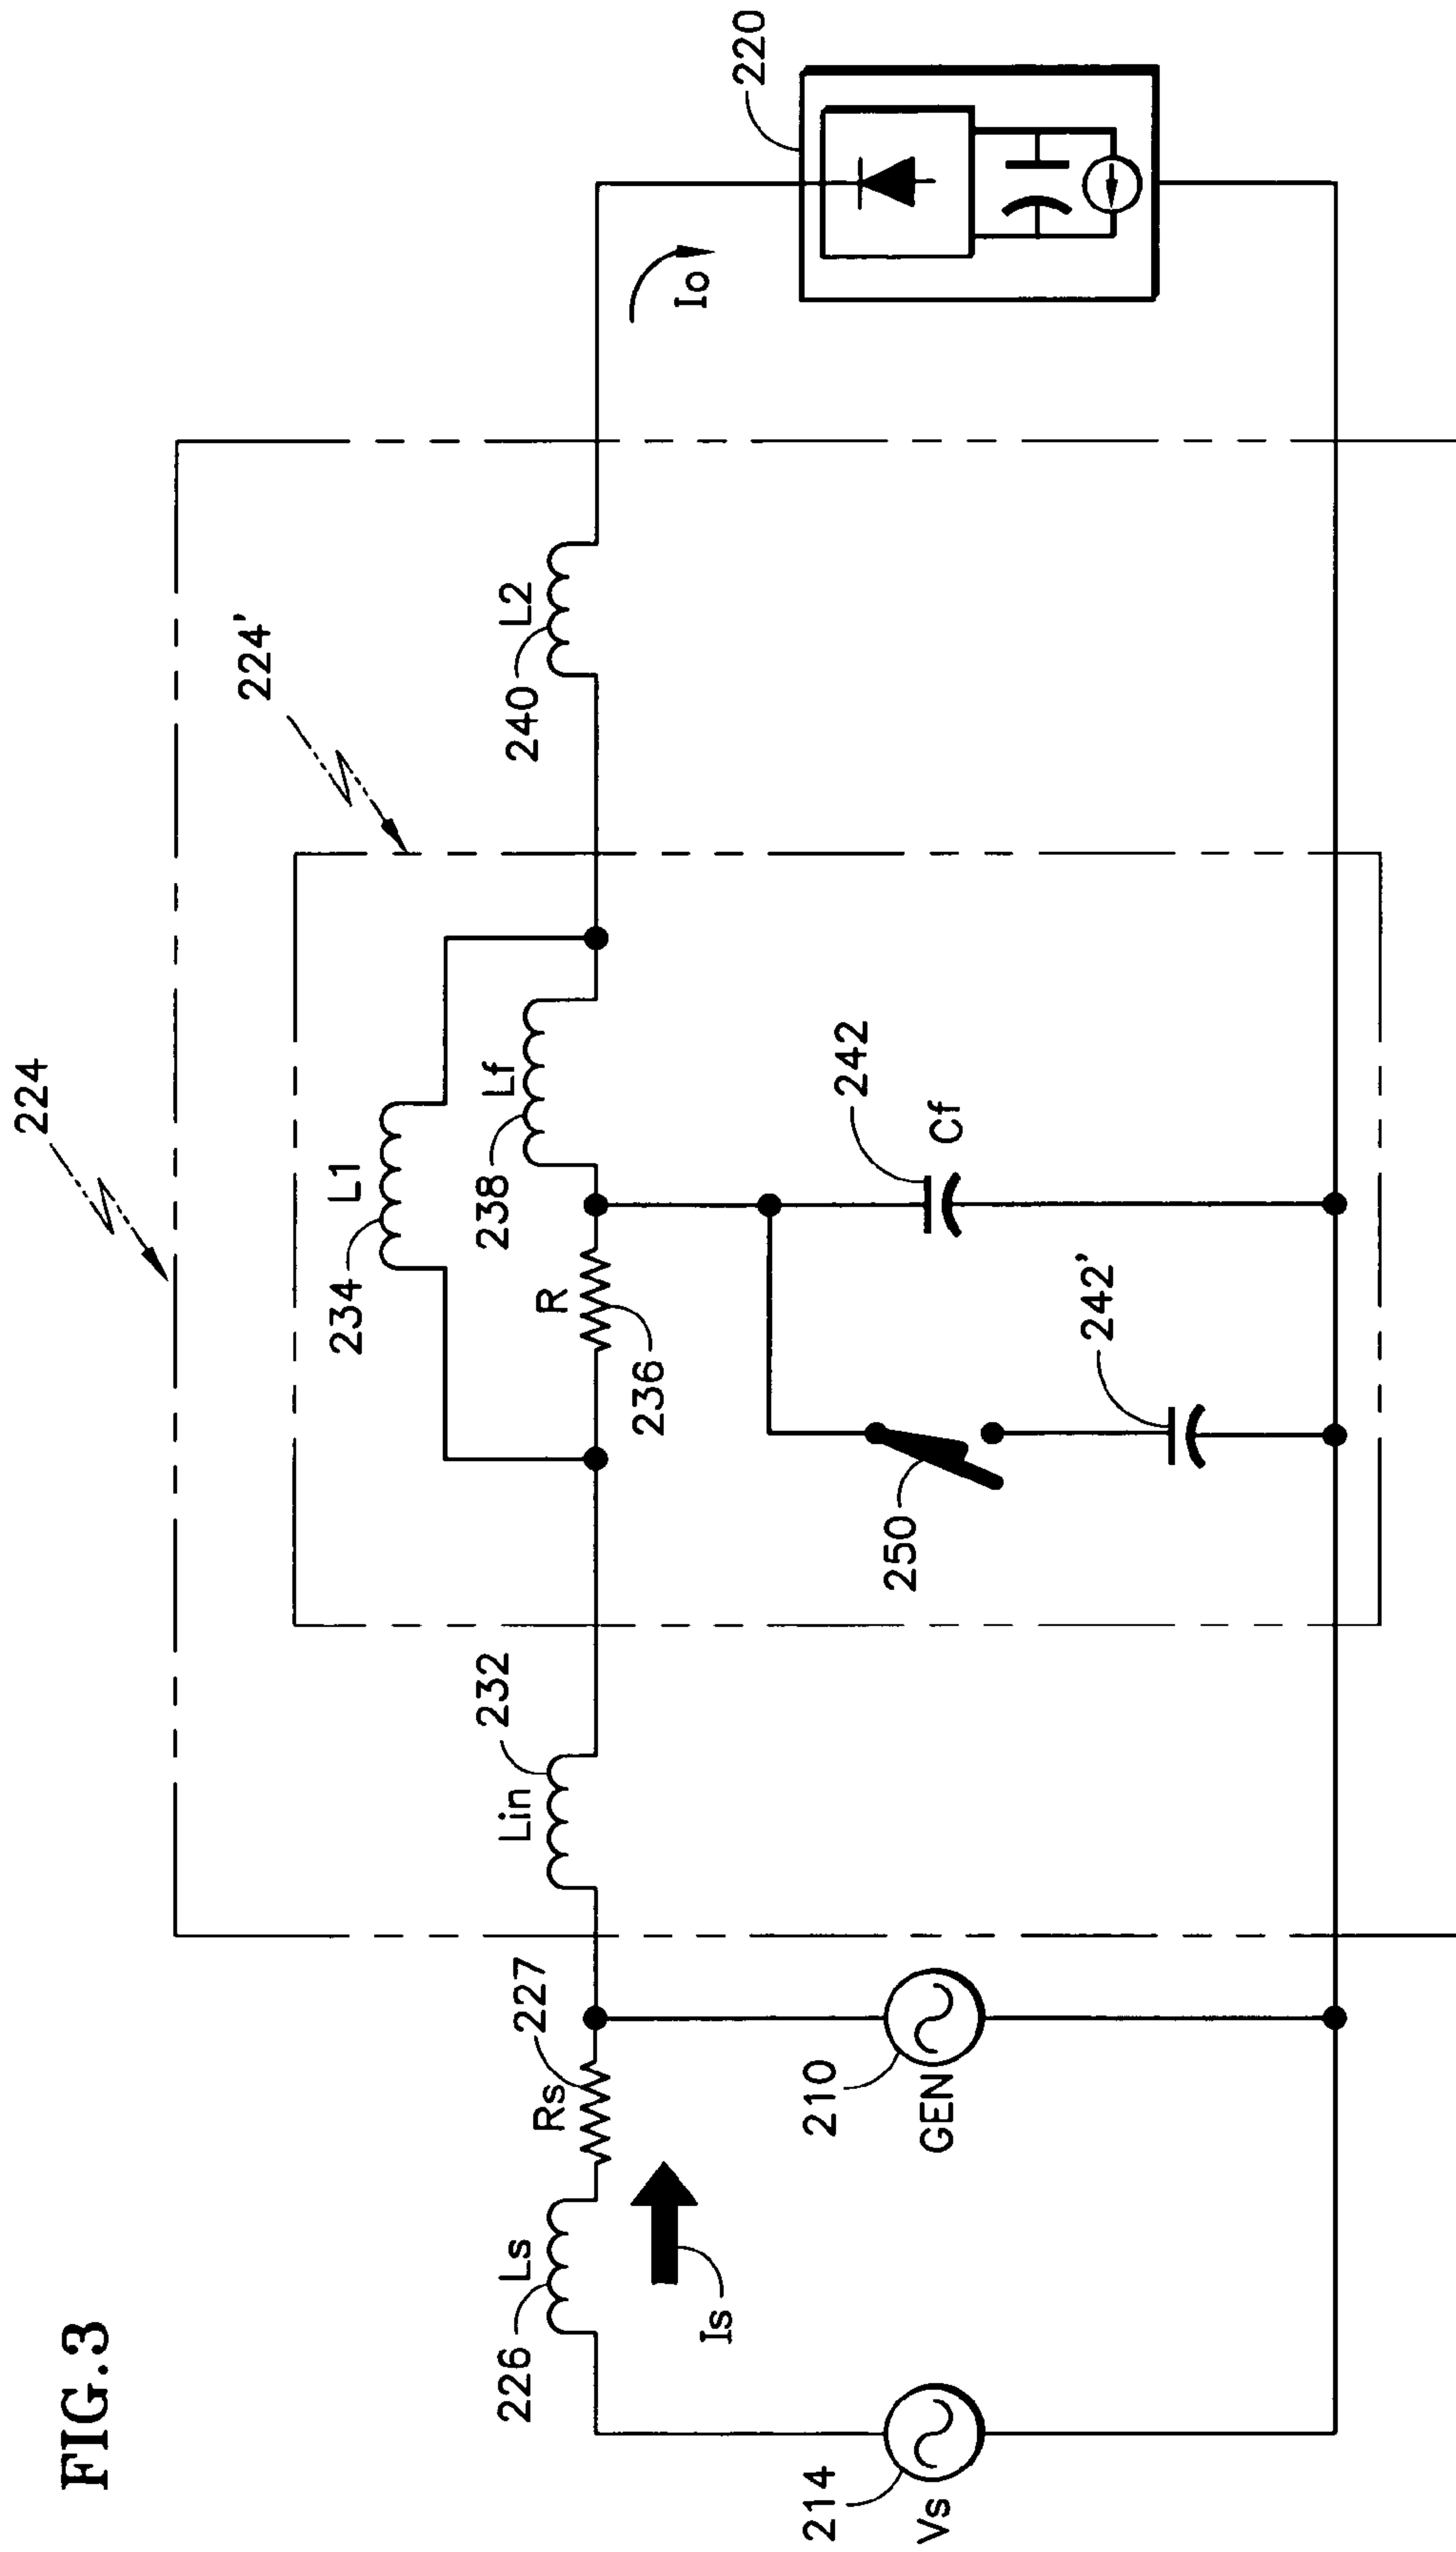 FIG.3
224
224'
214
Vs
226
Ls
Is
Rs
227
210
GEN
Lin
232
234
L1
R
236
238
Lf
250
242'
242
Cf
240
L2
Io
220